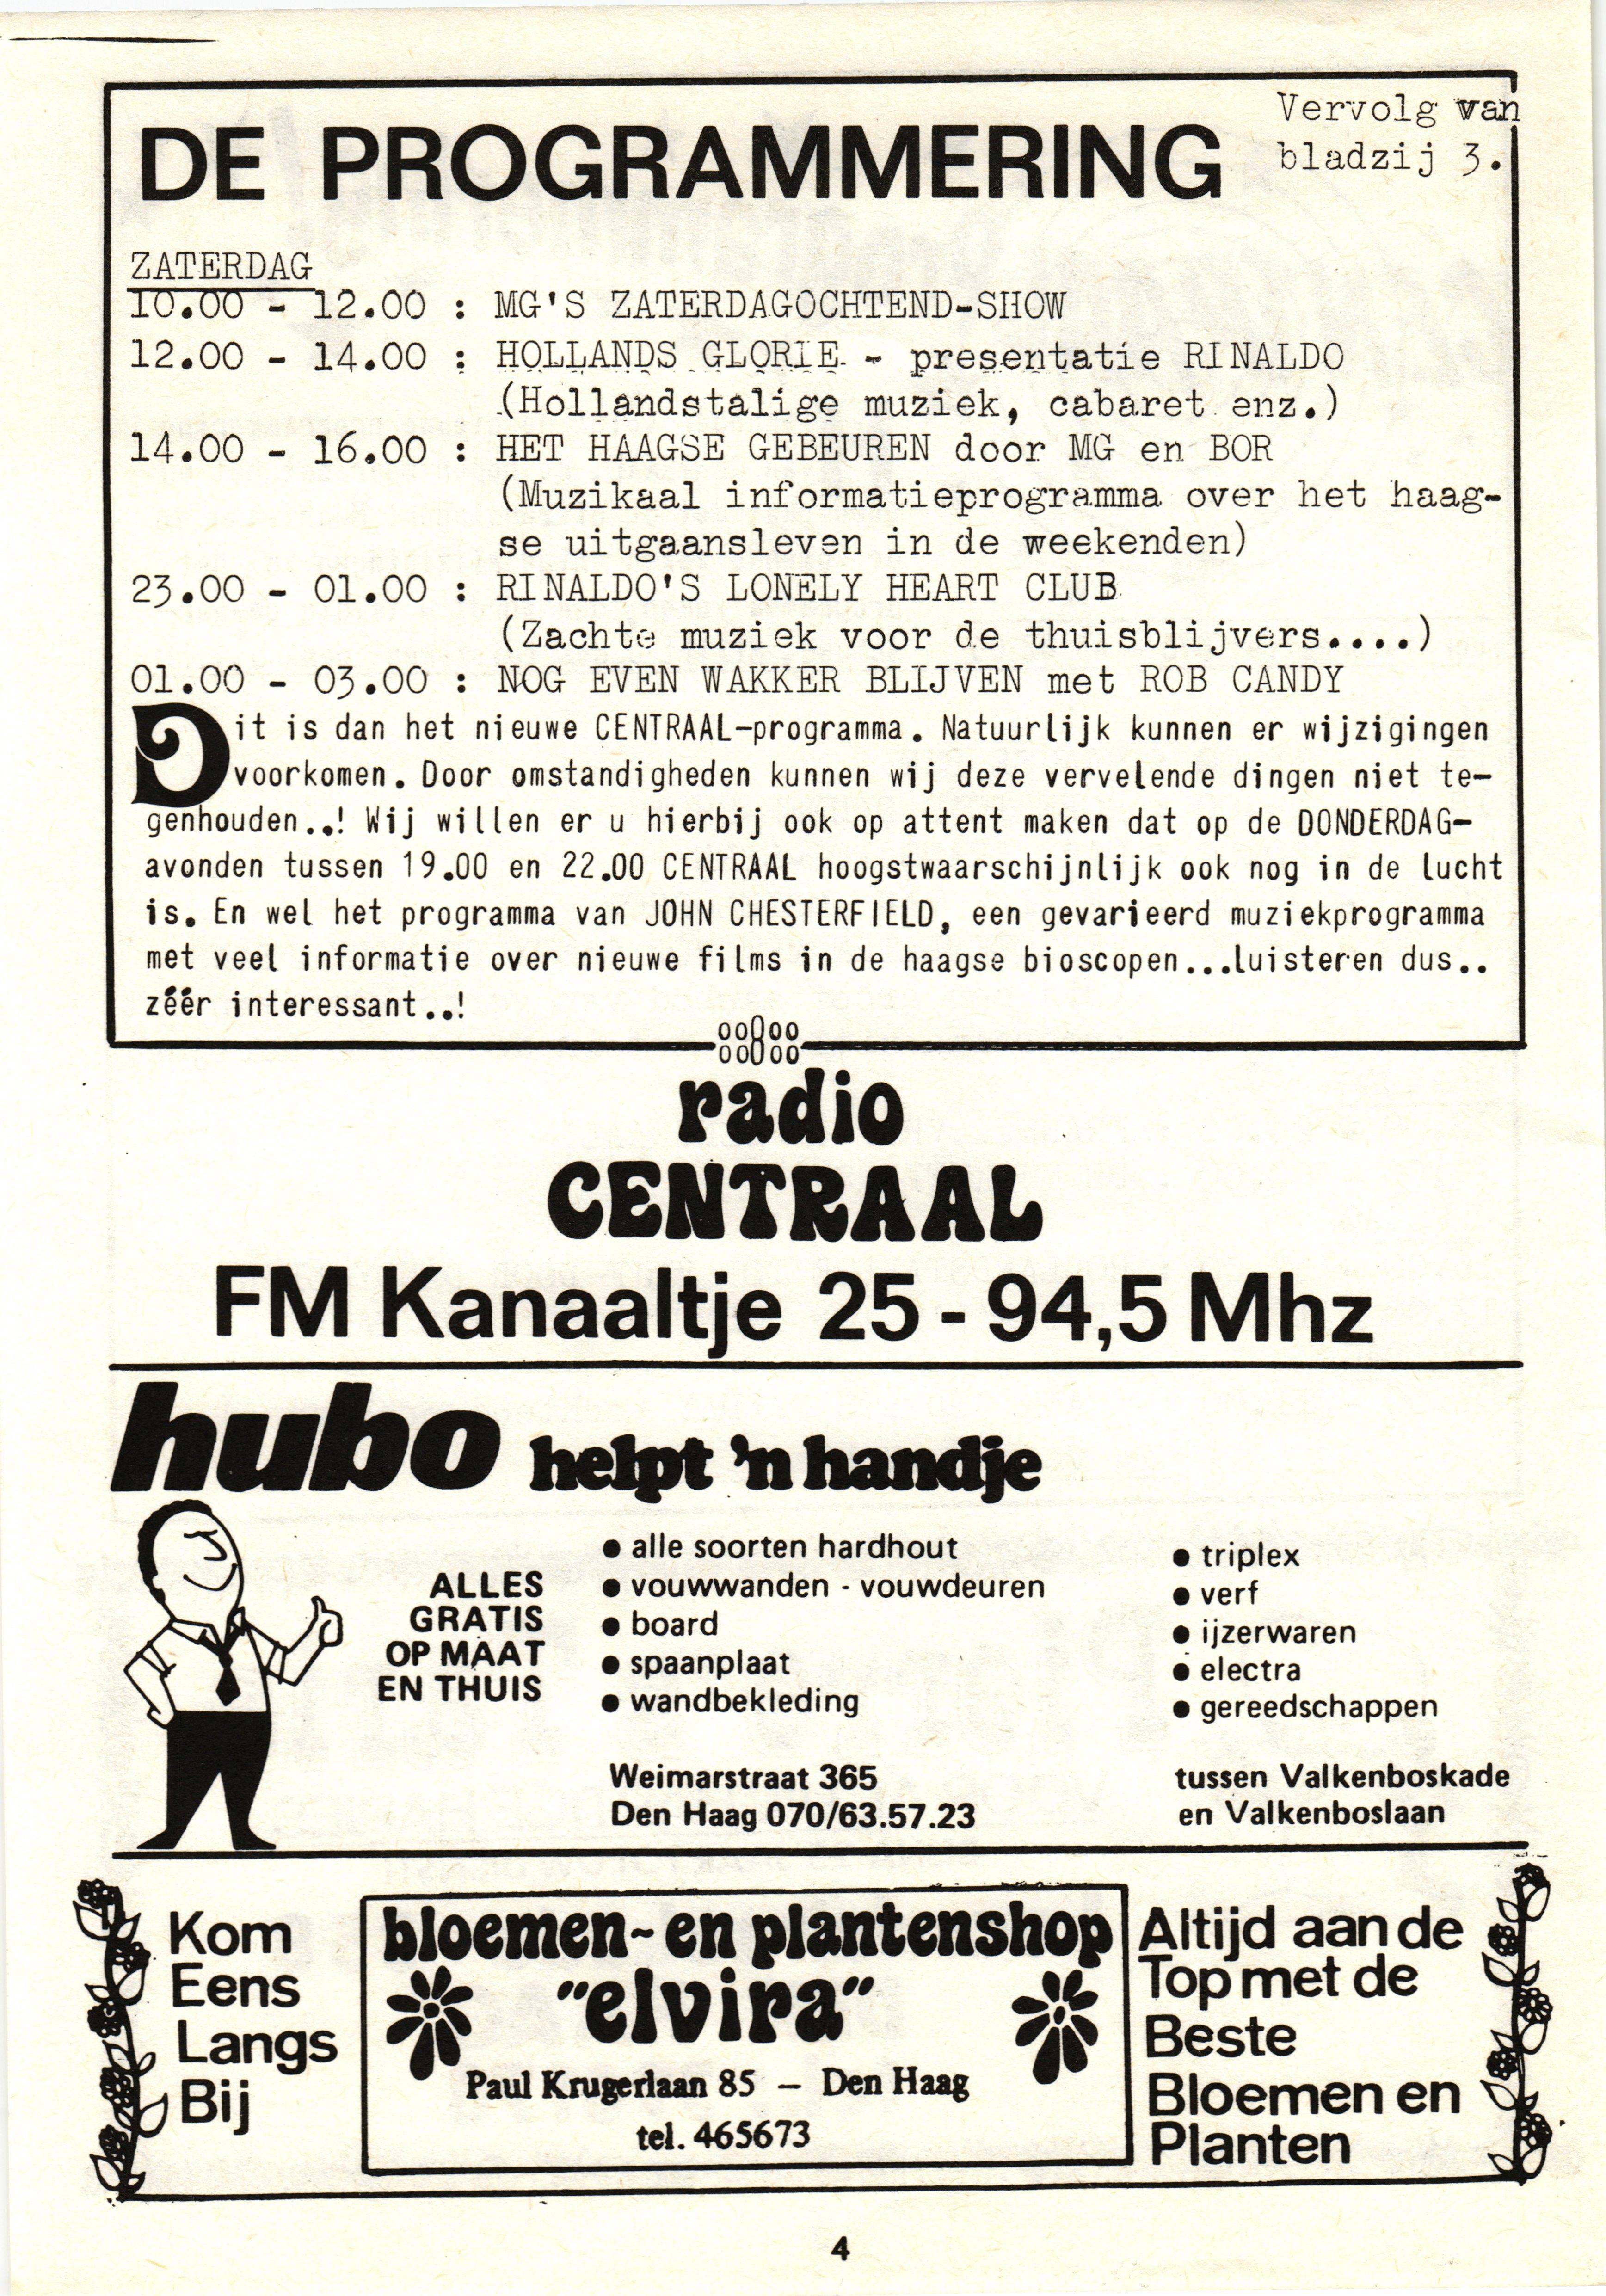 DE PROGRAMMERING
Vervolg van
bladzij 3.
ZATERDAG
10.00 - 12.00 : MG'S ZATERDAGOCHTEND-SHOW
12.00 - 14.00 : HOLLANDS GLORIE - presentatie RINALDO
(Hollandstalige muziek, cabaret enz.)
14.00 - 16.00 : HET HAAGSE GEBEUREN door MG en BOR
(Muzikaal informatieprogramma over het haag-
se uitgaansleven in de weekenden)
23.00 - 01.00 : RINALDO'S LONELY HEART CLUB
(Zachte muziek voor de thuisblijvers....)
01.00 - 03.00 : NOG EVEN WAKKER BLIJVEN met ROB CANDY
Dit is dan het nieuwe CENTRAAL-programma. Natuurlijk kunnen er wijzigingen
voorkomen. Door omstandigheden kunnen wij deze vervelende dingen niet te-
genhouden..! Wij willen er u hierbij ook op attent maken dat op de DONDERDAG-
avonden tussen 19.00 en 22.00 CENTRAAL hoogstwaarschijnlijk ook nog in de lucht
is. En wel het programma van JOHN CHESTERFIELD, een gevarieerd muziekprogramma
met veel informatie over nieuwe films in de haagse bioscopen...luisteren dus..
zéér interessant..!
radio
CENTRAAL
FM Kanaaltje 25 - 94,5 Mhz
hubo helpt 'n handje
ALLES
GRATIS
OP MAAT
EN THUIS
• alle soorten hardhout
• vouwwanden - vouwdeuren
• board
• spaanplaat
• wandbekleding
• triplex
• verf
• ijzerwaren
• electra
• gereedschappen
Weimarstraat 365
Den Haag 070/63.57.23
tussen Valkenboskade
en Valkenboslaan
Kom
Eens
Langs
Bij
bloemen- en plantenshop
"elvira"
Paul Krugerlaan 85 — Den Haag
tel. 465673
Altijd aan de
Top met de
Beste
Bloemen en
Planten
4